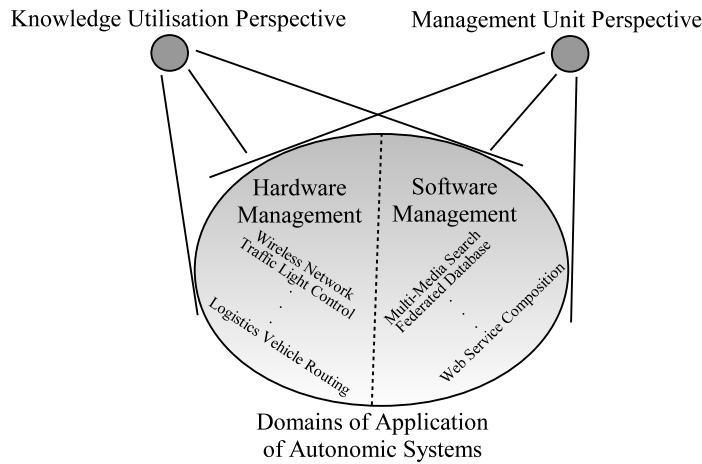 Knowledge Utilisation Perspective
Management Unit Perspective
Hardware
Management
Wireless Network
Traffic Light Control
.
.
.
Logistics Vehicle Routing
Software
Management
Multi-Media Search
Federated Database
.
.
.
Web Service Composition
Domains of Application
of Autonomic Systems